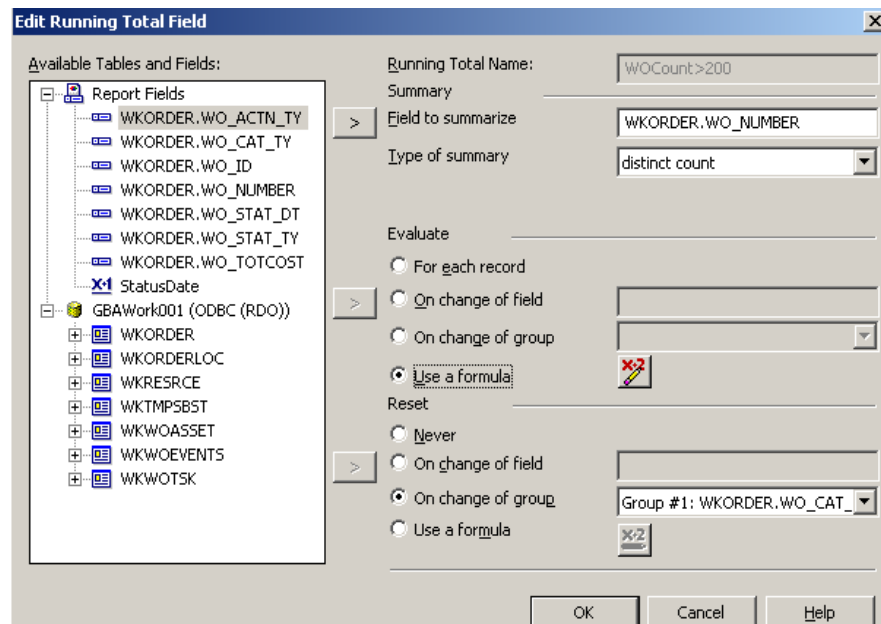 Edit Running Total Field
Available Tables and Fields:
Report Fields
WKORDER.WO_ACTN_TY
WKORDER.WO_CAT_TY
WKORDER.WO_ID
WKORDER.WO_NUMBER
WKORDER.WO_STAT_DT
WKORDER.WO_STAT_TY
WKORDER.WO_TOTCOST
StatusDate
GBAWork001 (ODBC (RDO))
WKORDER
WKORDERLOC
WKRESRCE
WKTMPSBST
WKWOASSET
WKWOEVENTS
WKWOTSK
Running Total Name: WOCount>200
Summary
> Field to summarize WKORDER.WO_NUMBER
Type of summary distinct count
Evaluate
For each record
> On change of field
On change of group
Use a formula X+2
Reset
Never
> On change of field
On change of group Group #1: WKORDER.WO_CAT_
Use a formula X+2
OK Cancel Help